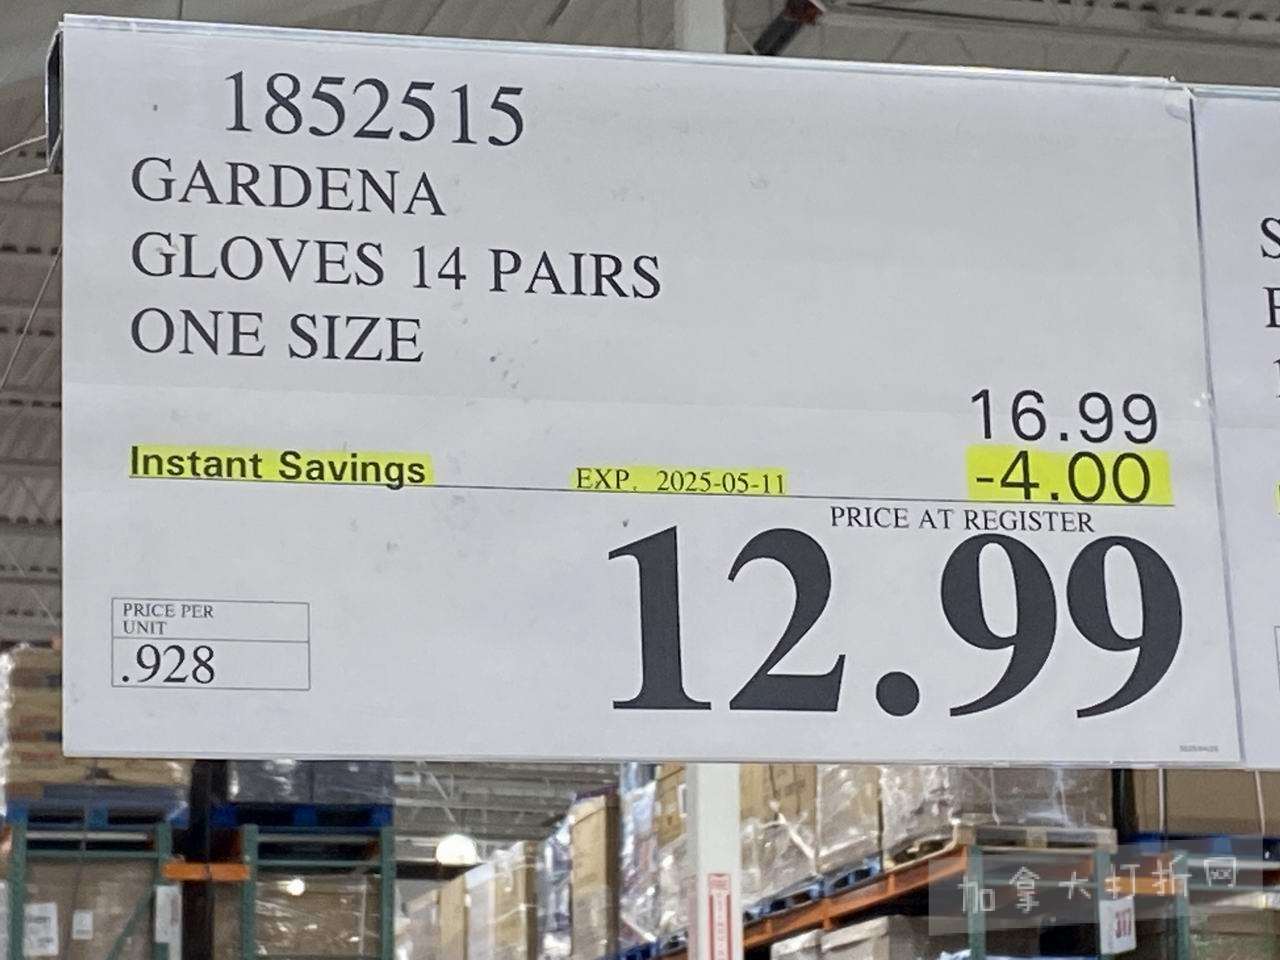 1852515
GARDENA
GLOVES 14 PAIRS
ONE SIZE
16.99
Instant Savings EXP. 2025-05-11 -4.00
PRICE AT REGISTER
12.99
PRICE PER
UNIT
.928
加拿大打折网
317